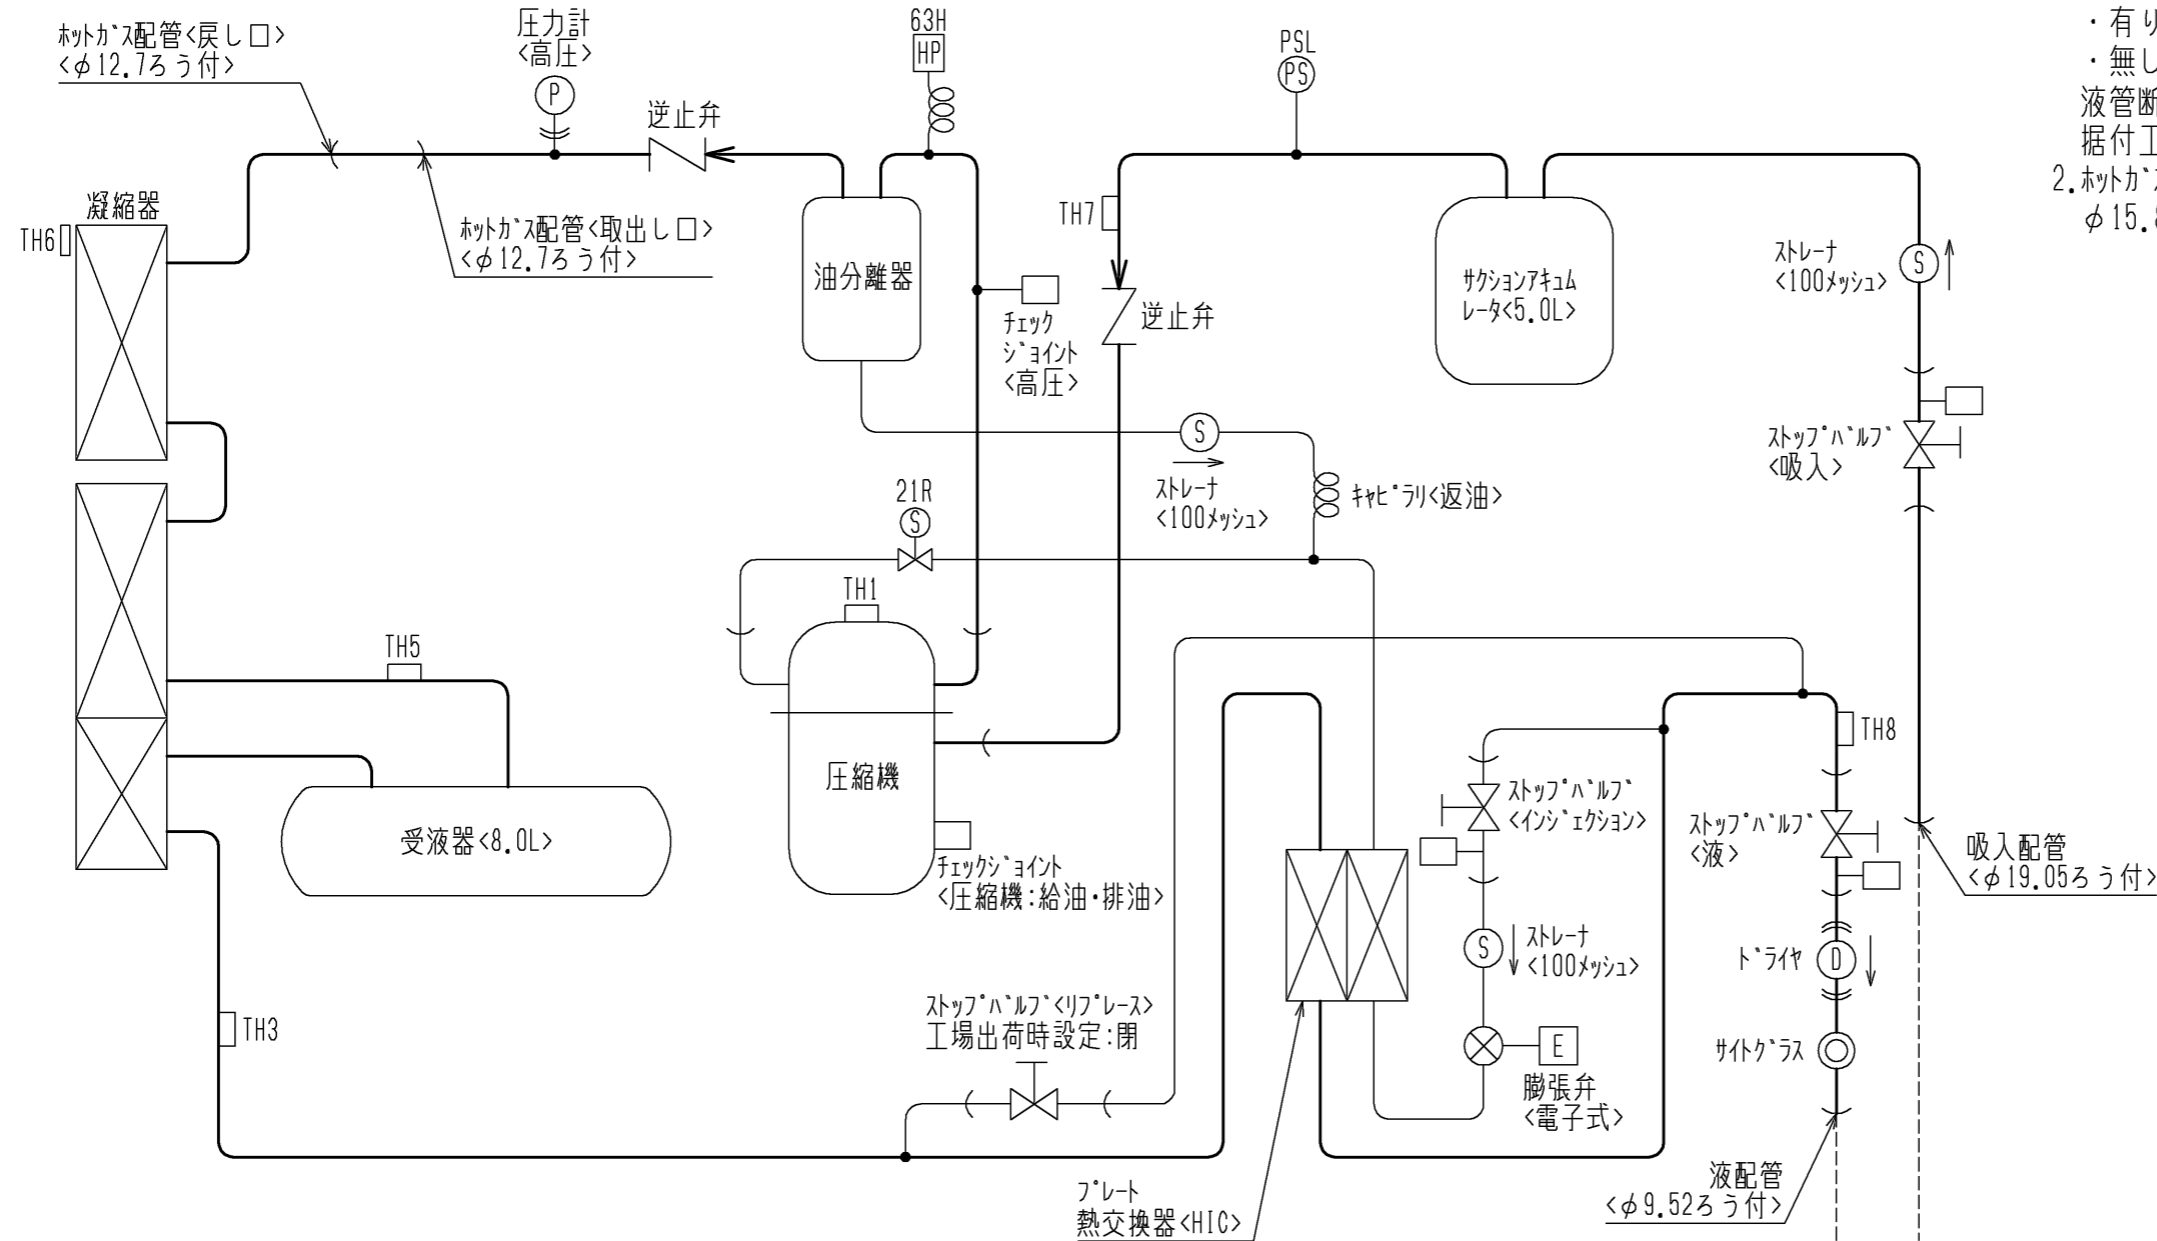 ホットガス配管<戻し口>
<φ12.7ろう付>
圧力計
<高圧>
P
逆止弁
63H
HP
PSL
PS
・有り
・無し
液管断
据付工
2.ホットガス
φ15.8
凝縮器
TH6
ホットガス配管<取出し口>
<φ12.7ろう付>
油分離器
チェック
ジョイント
<高圧>
TH7
逆止弁
サクションアキュム
レータ<5.0L>
ストレーナ
<100メッシュ>
S
ストップバルブ
<吸入>
S
ストレーナ
<100メッシュ>
キャピラリ<返油>
21R
S
TH1
圧縮機
チェックジョイント
<圧縮機:給油・排油>
TH5
受液器<8.0L>
TH3
ストップバルブ<リプレース>
工場出荷時設定:閉
プレート
熱交換器<HIC>
ストップバルブ
<インジェクション>
S
ストレーナ
<100メッシュ>
E
膨張弁
<電子式>
TH8
ストップバルブ
<液>
ドライヤ
D
サイトグラス
液配管
<φ9.52ろう付>
吸入配管
<φ19.05ろう付>